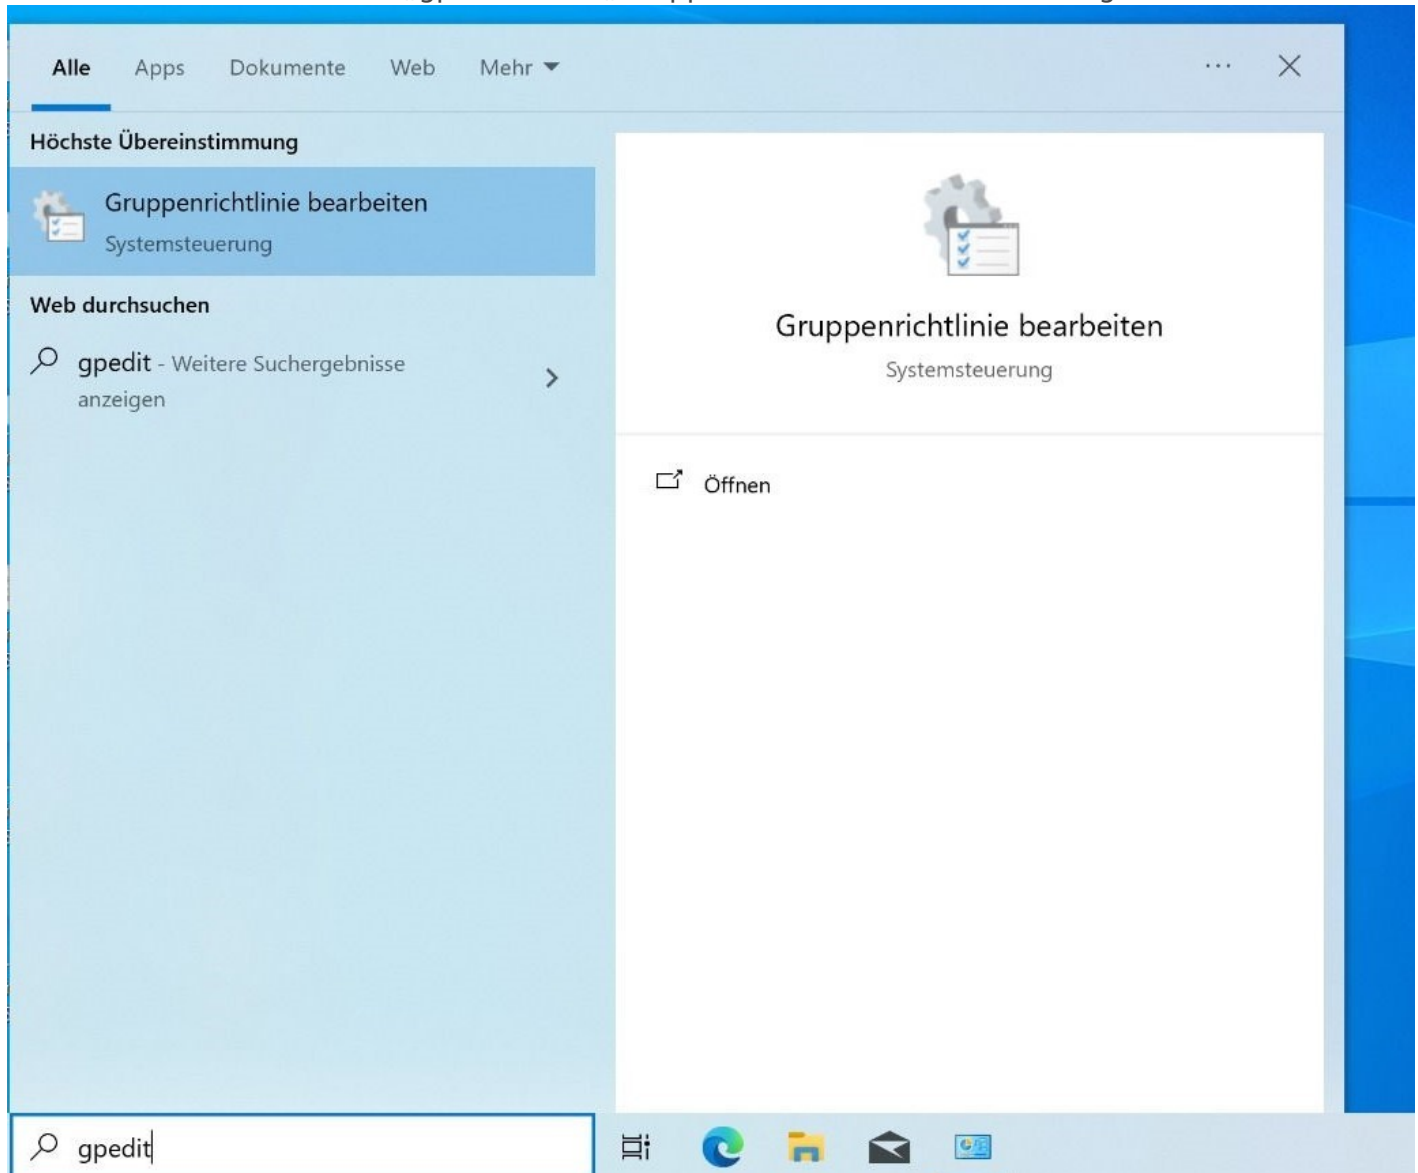 Alle Apps Dokumente Web Mehr
Höchste Übereinstimmung
Gruppenrichtlinie bearbeiten
Systemsteuerung
Web durchsuchen
gpedit - Weitere Suchergebnisse
anzeigen
Gruppenrichtlinie bearbeiten
Systemsteuerung
Öffnen
gpedit